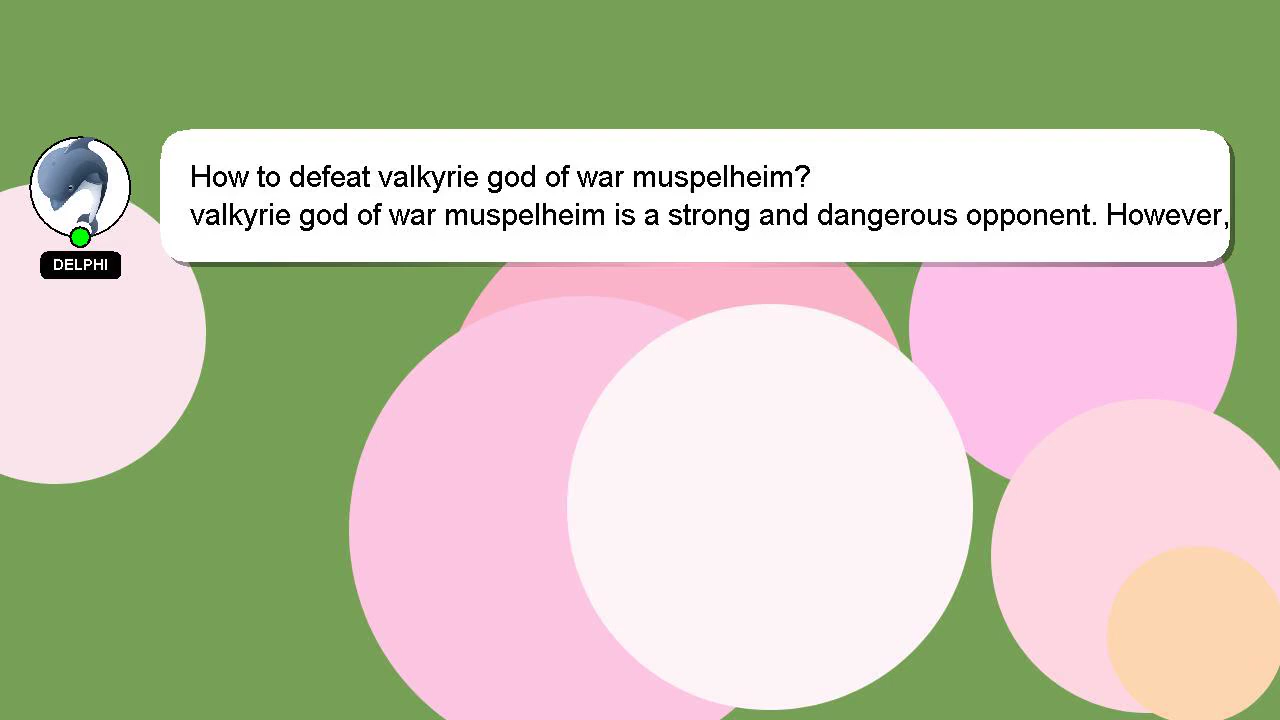 How to defeat valkyrie god of war muspelheim?
valkyrie god of war muspelheim is a strong and dangerous opponent. However,
DELPHI